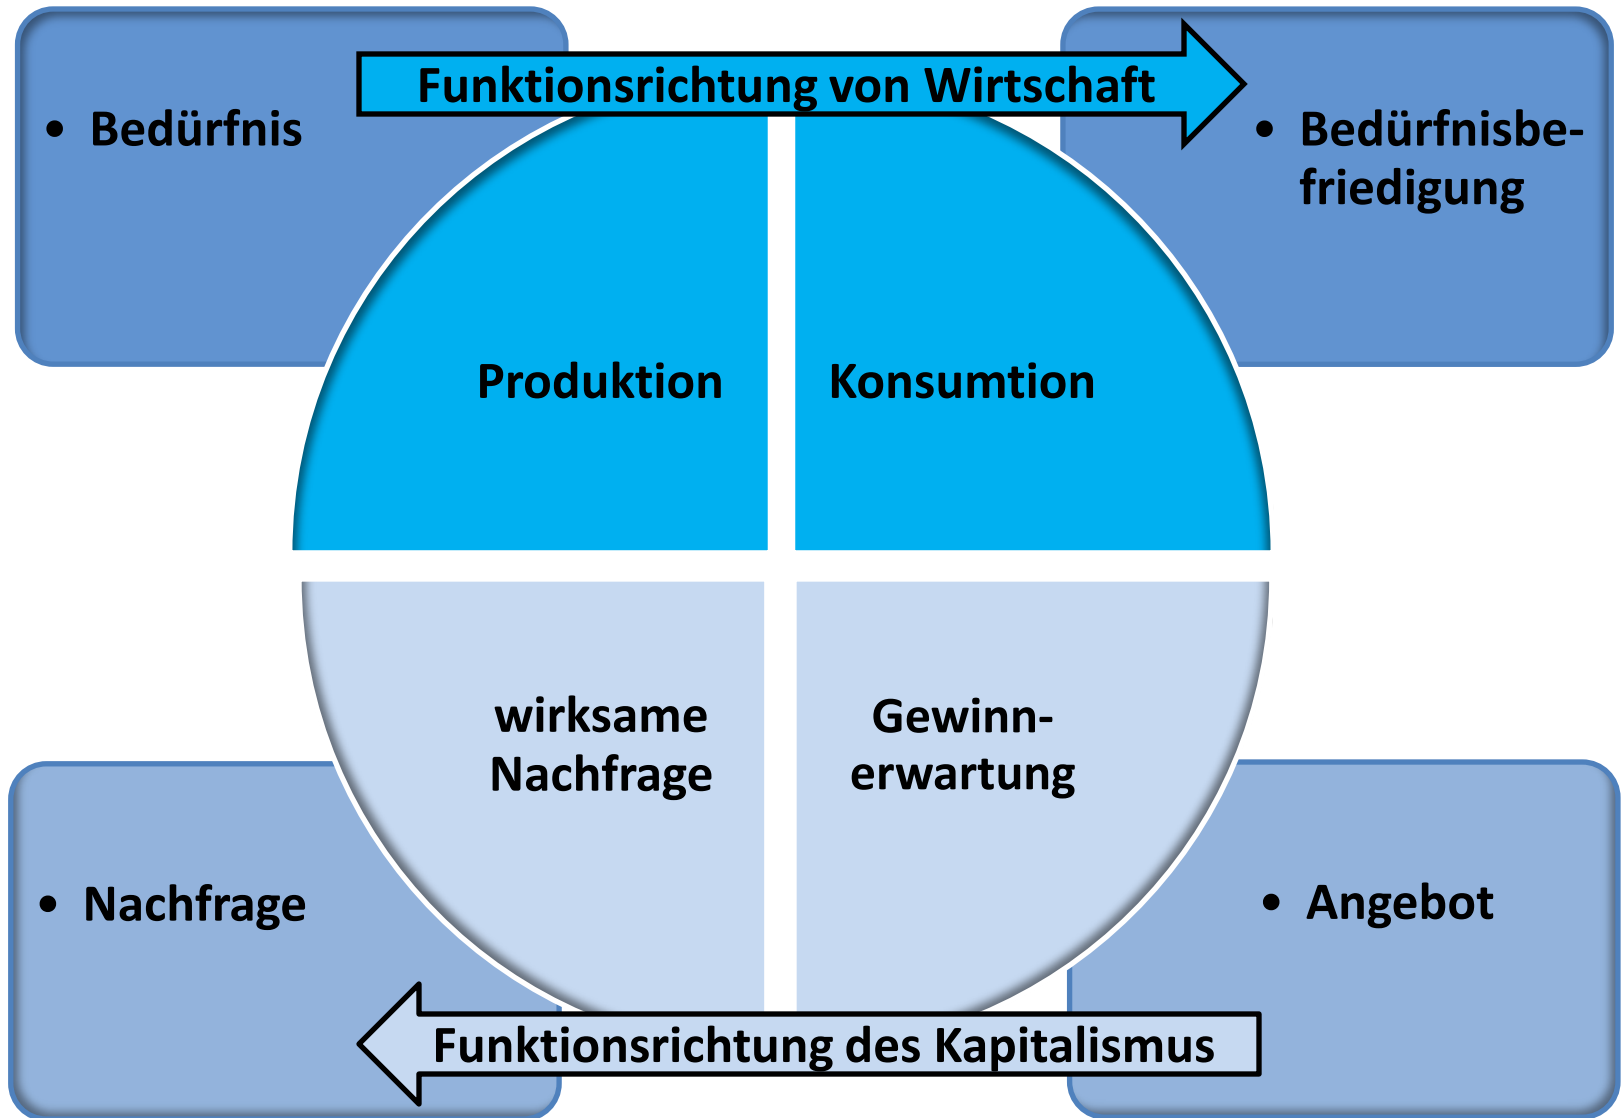 Funktionsrichtung von Wirtschaft
• Bedürfnis
• Bedürfnisbe-
friedigung
Produktion
Konsumtion
wirksame
Nachfrage
Gewinn-
erwartung
• Nachfrage
• Angebot
Funktionsrichtung des Kapitalismus